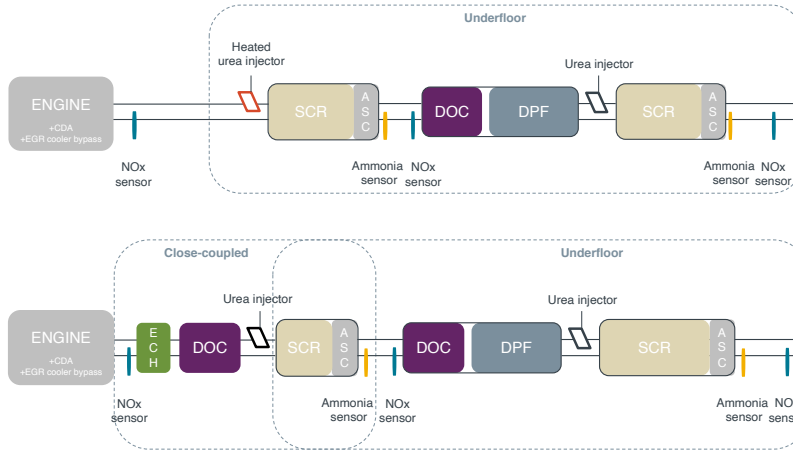 Underfloor
Heated
urea injector
Urea injector
ENGINE
+CDA
+EGR cooler bypass
SCR
A
S
C
DOC
DPF
SCR
A
S
C
NOx
sensor
Ammonia
sensor
NOx
sensor
Ammonia
sensor
NOx
sensor
Close-coupled
Underfloor
Urea injector
Urea injector
ENGINE
+CDA
+EGR cooler bypass
E
C
H
DOC
SCR
A
S
C
DOC
DPF
SCR
A
S
C
NOx
sensor
Ammonia
sensor
NOx
sensor
Ammonia
sensor